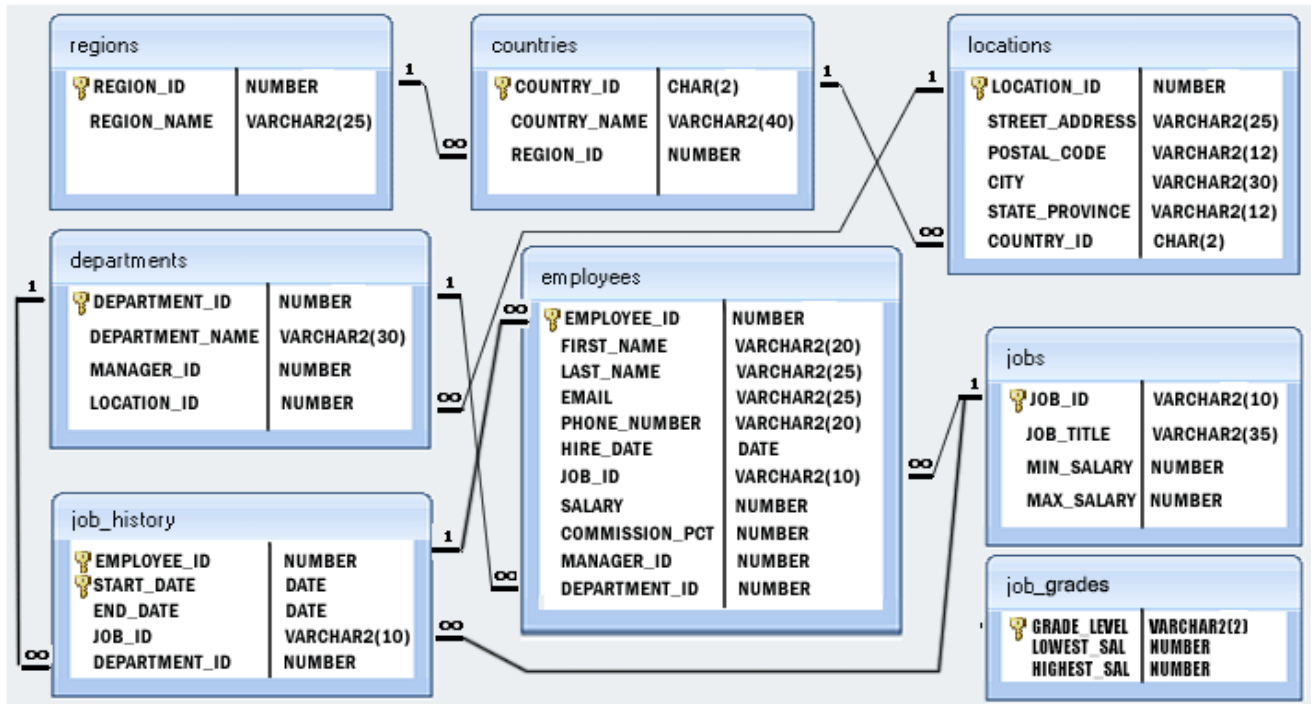 regions
REGION_ID NUMBER
REGION_NAME VARCHAR2(25)
1
∞
countries
COUNTRY_ID CHAR(2)
COUNTRY_NAME VARCHAR2(40)
REGION_ID NUMBER
1
∞
locations
LOCATION_ID NUMBER
STREET_ADDRESS VARCHAR2(25)
POSTAL_CODE VARCHAR2(12)
CITY VARCHAR2(30)
STATE_PROVINCE VARCHAR2(12)
COUNTRY_ID CHAR(2)
1
departments
DEPARTMENT_ID NUMBER
DEPARTMENT_NAME VARCHAR2(30)
MANAGER_ID NUMBER
LOCATION_ID NUMBER
1
1
∞
employees
EMPLOYEE_ID NUMBER
FIRST_NAME VARCHAR2(20)
LAST_NAME VARCHAR2(25)
EMAIL VARCHAR2(25)
PHONE_NUMBER VARCHAR2(20)
HIRE_DATE DATE
JOB_ID VARCHAR2(10)
SALARY NUMBER
COMMISSION_PCT NUMBER
MANAGER_ID NUMBER
DEPARTMENT_ID NUMBER
∞
∞
∞
jobs
JOB_ID VARCHAR2(10)
JOB_TITLE VARCHAR2(35)
MIN_SALARY NUMBER
MAX_SALARY NUMBER
1
job_history
EMPLOYEE_ID NUMBER
START_DATE DATE
END_DATE DATE
JOB_ID VARCHAR2(10)
DEPARTMENT_ID NUMBER
1
∞
∞
job_grades
GRADE_LEVEL VARCHAR2(2)
LOWEST_SAL NUMBER
HIGHEST_SAL NUMBER